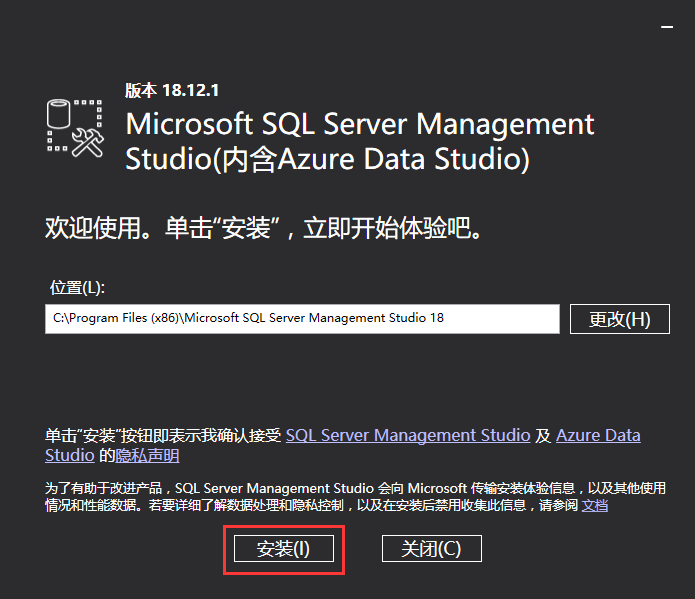 版本 18.12.1
Microsoft SQL Server Management
Studio(内含Azure Data Studio)
欢迎使用。单击“安装”，立即开始体验吧。
位置(L):
C:\Program Files (x86)\Microsoft SQL Server Management Studio 18
更改(H)
单击“安装”按钮即表示我确认接受 SQL Server Management Studio 及 Azure Data
Studio 的隐私声明
为了有助于改进产品，SQL Server Management Studio 会向 Microsoft 传输安装体验信息，以及其他使用
情况和性能数据。若要详细了解数据处理和隐私控制，以及在安装后禁用收集此信息，请参阅 文档
安装(I)
关闭(C)